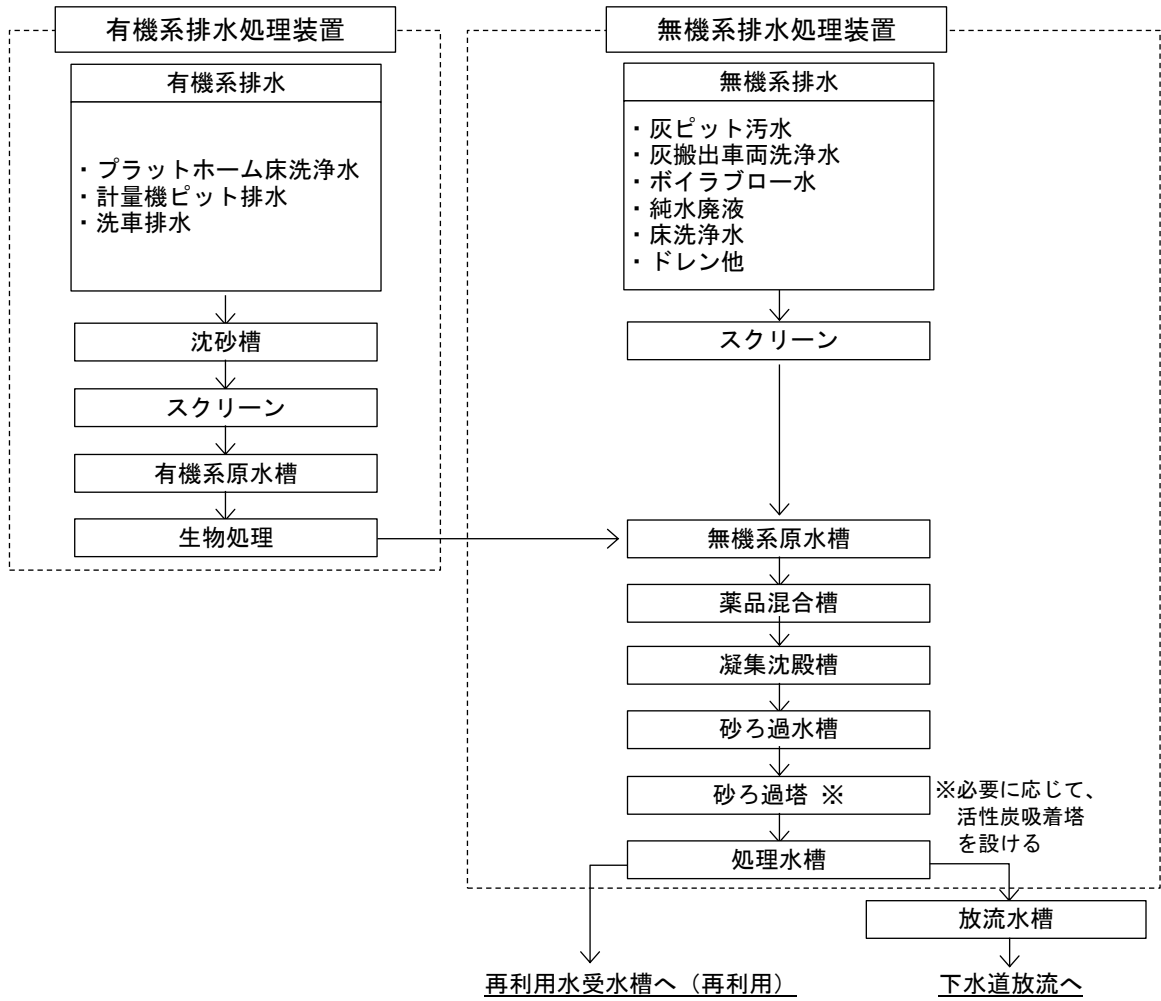 有機系排水処理装置
有機系排水
・プラットホーム床洗浄水
・計量機ピット排水
・洗車排水
沈砂槽
スクリーン
有機系原水槽
生物処理
無機系排水処理装置
無機系排水
・灰ピット汚水
・灰搬出車両洗浄水
・ボイラブロー水
・純水廃液
・床洗浄水
・ドレン他
スクリーン
無機系原水槽
薬品混合槽
凝集沈殿槽
砂ろ過水槽
砂ろ過塔 ※
※必要に応じて、
活性炭吸着塔
を設ける
処理水槽
放流水槽
再利用水受水槽へ（再利用）
下水道放流へ